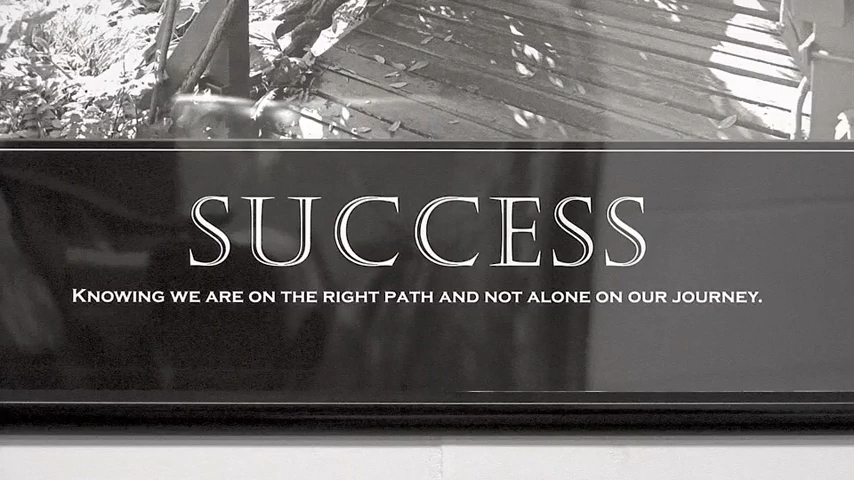 SUCCESS
KNOWING WE ARE ON THE RIGHT PATH AND NOT ALONE ON OUR JOURNEY.